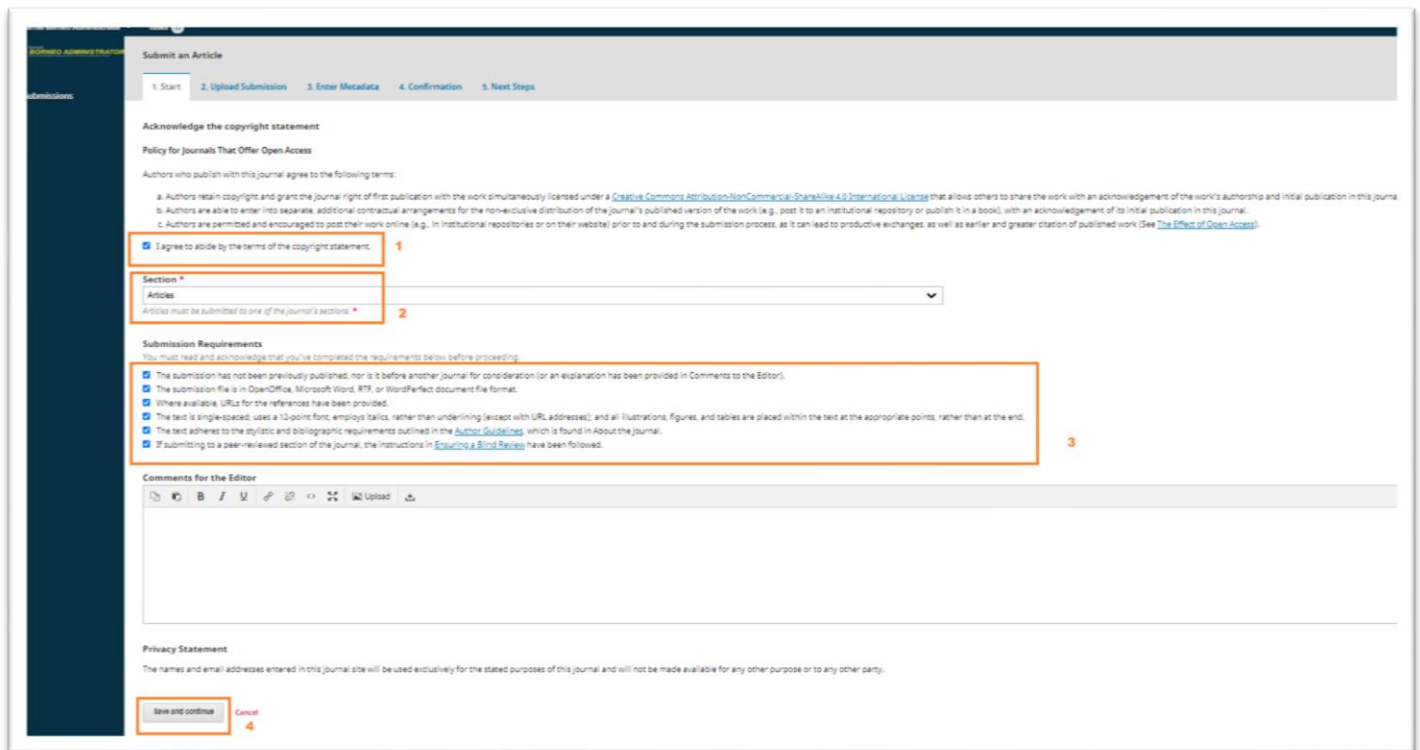 BORNEO ADMINISTRATOR
Submit an Article
ubmissions
1. Start 2. Upload Submission 3. Enter Metadata 4. Confirmation 5. Next Steps
Acknowledge the copyright statement
Policy for Journals That Offer Open Access
Authors who publish with this journal agree to the following terms:
a. Authors retain copyright and grant the journal right of first publication with the work simultaneously licensed under a Creative Commons Attribution-NonCommercial-ShareAlike 4.0 International License that allows others to share the work with an acknowledgement of the work's authorship and initial publication in this journa
b. Authors are able to enter into separate, additional contractual arrangements for the non-exclusive distribution of the journal's published version of the work (e.g., post it to an institutional repository or publish it in a book), with an acknowledgement of its initial publication in this journal.
c. Authors are permitted and encouraged to post their work online (e.g., in institutional repositories or on their website) prior to and during the submission process, as it can lead to productive exchanges, as well as earlier and greater citation of published work (See The Effect of Open Access).
I agree to abide by the terms of the copyright statement. 1
Section *
Articles
Articles must be submitted to one of the journal's sections. * 2
Submission Requirements
You must read and acknowledge that you've completed the requirements below before proceeding.
The submission has not been previously published, nor is it before another journal for consideration (or an explanation has been provided in Comments to the Editor).
The submission file is in OpenOffice, Microsoft Word, RTF, or WordPerfect document file format.
Where available, URLs for the references have been provided.
The text is single-spaced; uses a 12-point font; employs italics, rather than underlining (except with URL addresses); and all illustrations, figures, and tables are placed within the text at the appropriate points, rather than at the end.
The text adheres to the stylistic and bibliographic requirements outlined in the Author Guidelines, which is found in About the Journal.
If submitting to a peer-reviewed section of the journal, the instructions in Ensuring a Blind Review have been followed.
3
Comments for the Editor
B I U Upload
Privacy Statement
The names and email addresses entered in this journal site will be used exclusively for the stated purposes of this journal and will not be made available for any other purpose or to any other party.
Save and continue Cancel
4